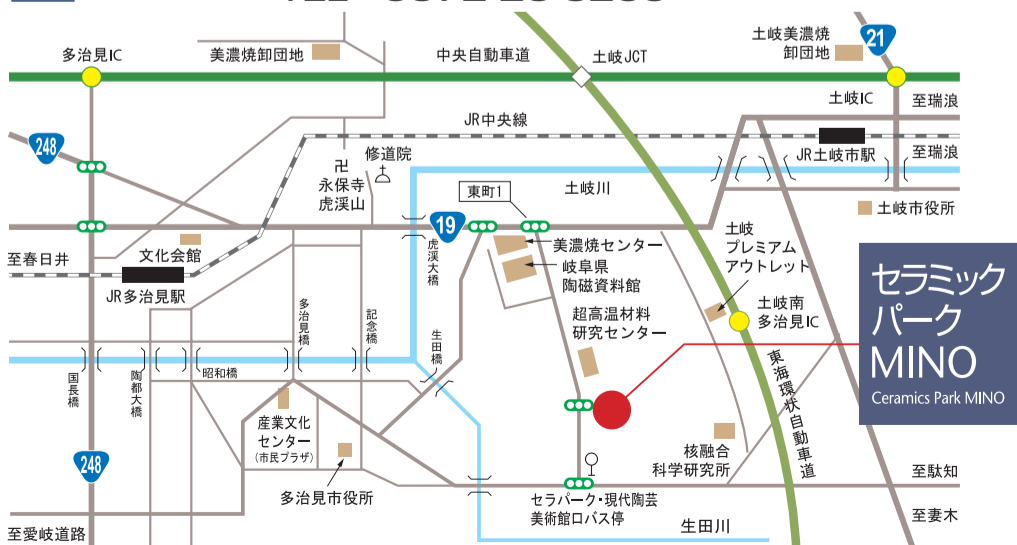 多治見IC
美濃焼卸団地
中央自動車道
土岐JCT
土岐美濃焼
卸団地
21
土岐IC
至瑞浪
JR中央線
JR土岐市駅
至瑞浪
248
卍
永保寺
虎渓山
修道院
東町1
土岐川
土岐市役所
19
至春日井
文化会館
JR多治見駅
虎渓大橋
美濃焼センター
岐阜県
陶磁資料館
土岐
プレミアム
アウトレット
土岐南
多治見IC
セラミック
パーク
MINO
Ceramics Park MINO
多治見橋
記念橋
生田橋
超高温材料
研究センター
国長橋
陶都大橋
昭和橋
東海環状自動車道
産業文化
センター
(市民プラザ)
多治見市役所
核融合
科学研究所
248
セラパーク・現代陶芸
美術館口バス停
至駄知
至妻木
生田川
至愛岐道路